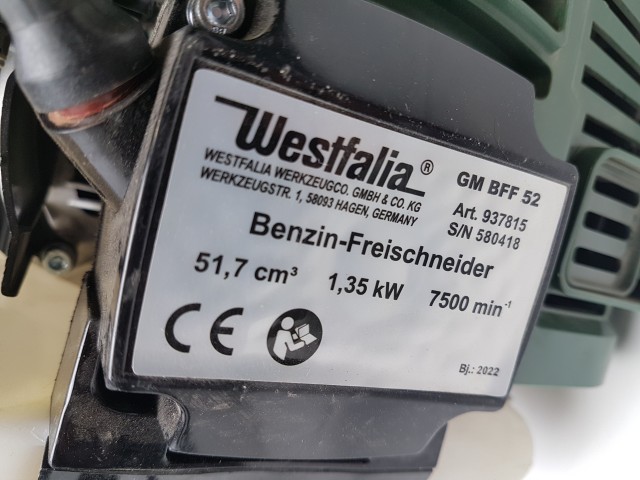 Westfalia®
WESTFALIA WERKZEUGCO. GMBH & CO. KG
WERKZEUGSTR. 1, 58093 HAGEN, GERMANY
GM BFF 52
Art. 937815
S/N 580418
Benzin-Freischneider
51,7 cm³ 1,35 kW 7500 min⁻¹
CE
Bj.: 2022